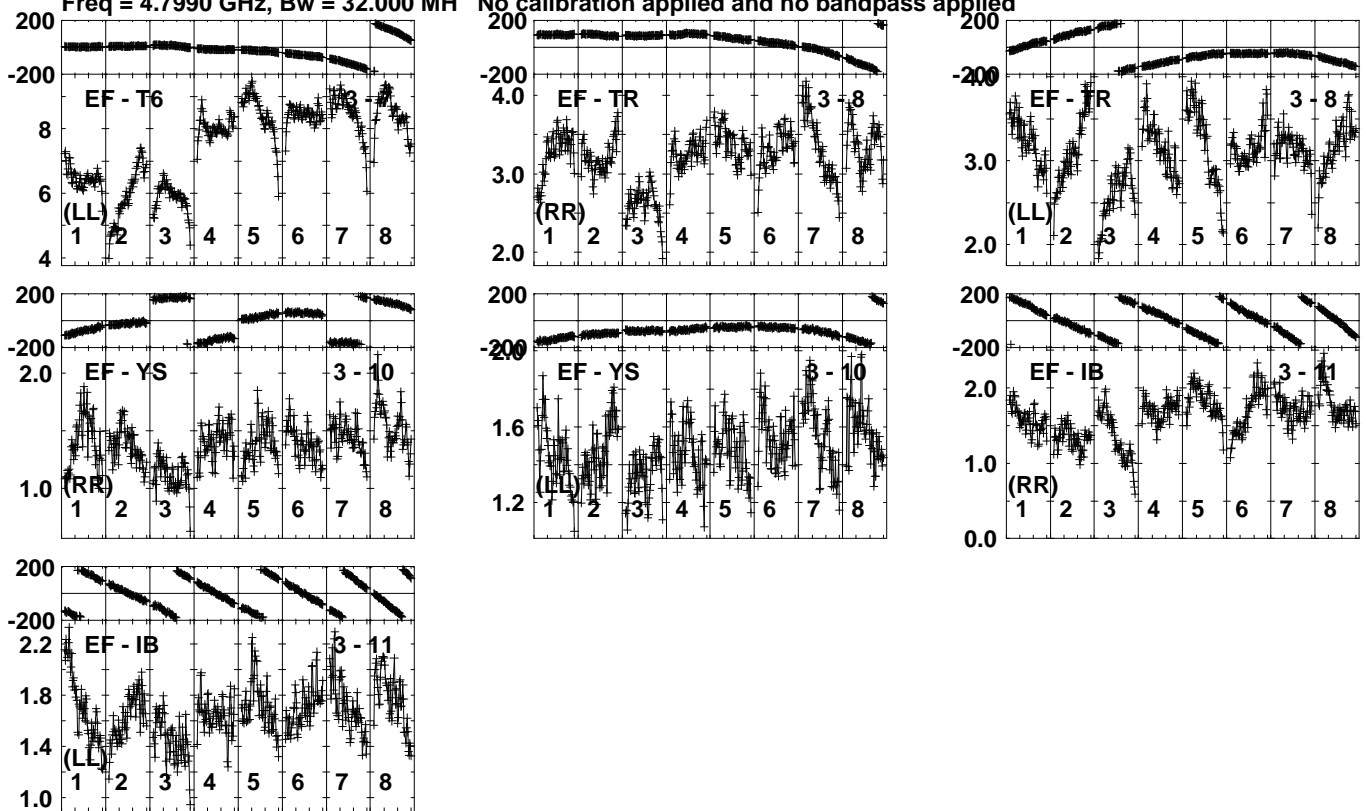 Freq = 4.7990 GHz, Bw = 32.000 MH No calibration applied and no bandpass applied
200
-200
EF - T6
8
6
4
(LL)
1 2 3 4 5 6 7 8
4.0
EF - TR 3 - 8
3.0
(RR)
2.0
1 2 3 4 5 6 7 8
200
-200
4.0
EF - TR 3 - 8
3.0
(LL)
2.0
1 2 3 4 5 6 7 8
200
-200
2.0
EF - YS 3 - 10
1.0
(RR)
1 2 3 4 5 6 7 8
200
-200
2.0
EF - YS 3 - 10
1.6
(LL)
1.2
1 2 3 4 5 6 7 8
200
-200
EF - IB 3 - 11
2.0
1.0
(RR)
0.0
1 2 3 4 5 6 7 8
200
-200
2.2
EF - IB 3 - 11
1.8
1.4
(LL)
1.0
1 2 3 4 5 6 7 8